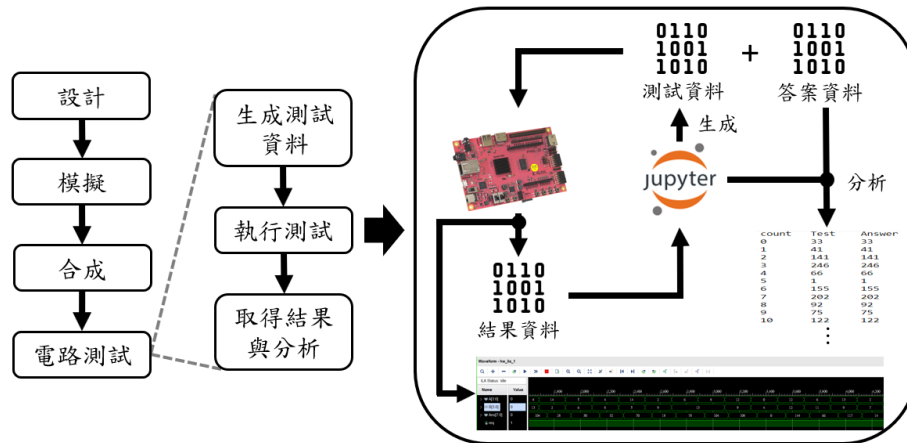 設計
模擬
合成
電路測試
生成測試
資料
執行測試
取得結果
與分析
0110
1001
1010
測試資料
+
0110
1001
1010
答案資料
生成
jupyter
分析
0110
1001
1010
結果資料
count Test Answer
0 33 33
1 41 41
2 141 141
3 246 246
4 66 66
5 1 1
6 155 155
7 202 202
8 92 92
9 75 75
10 122 122
Name Value